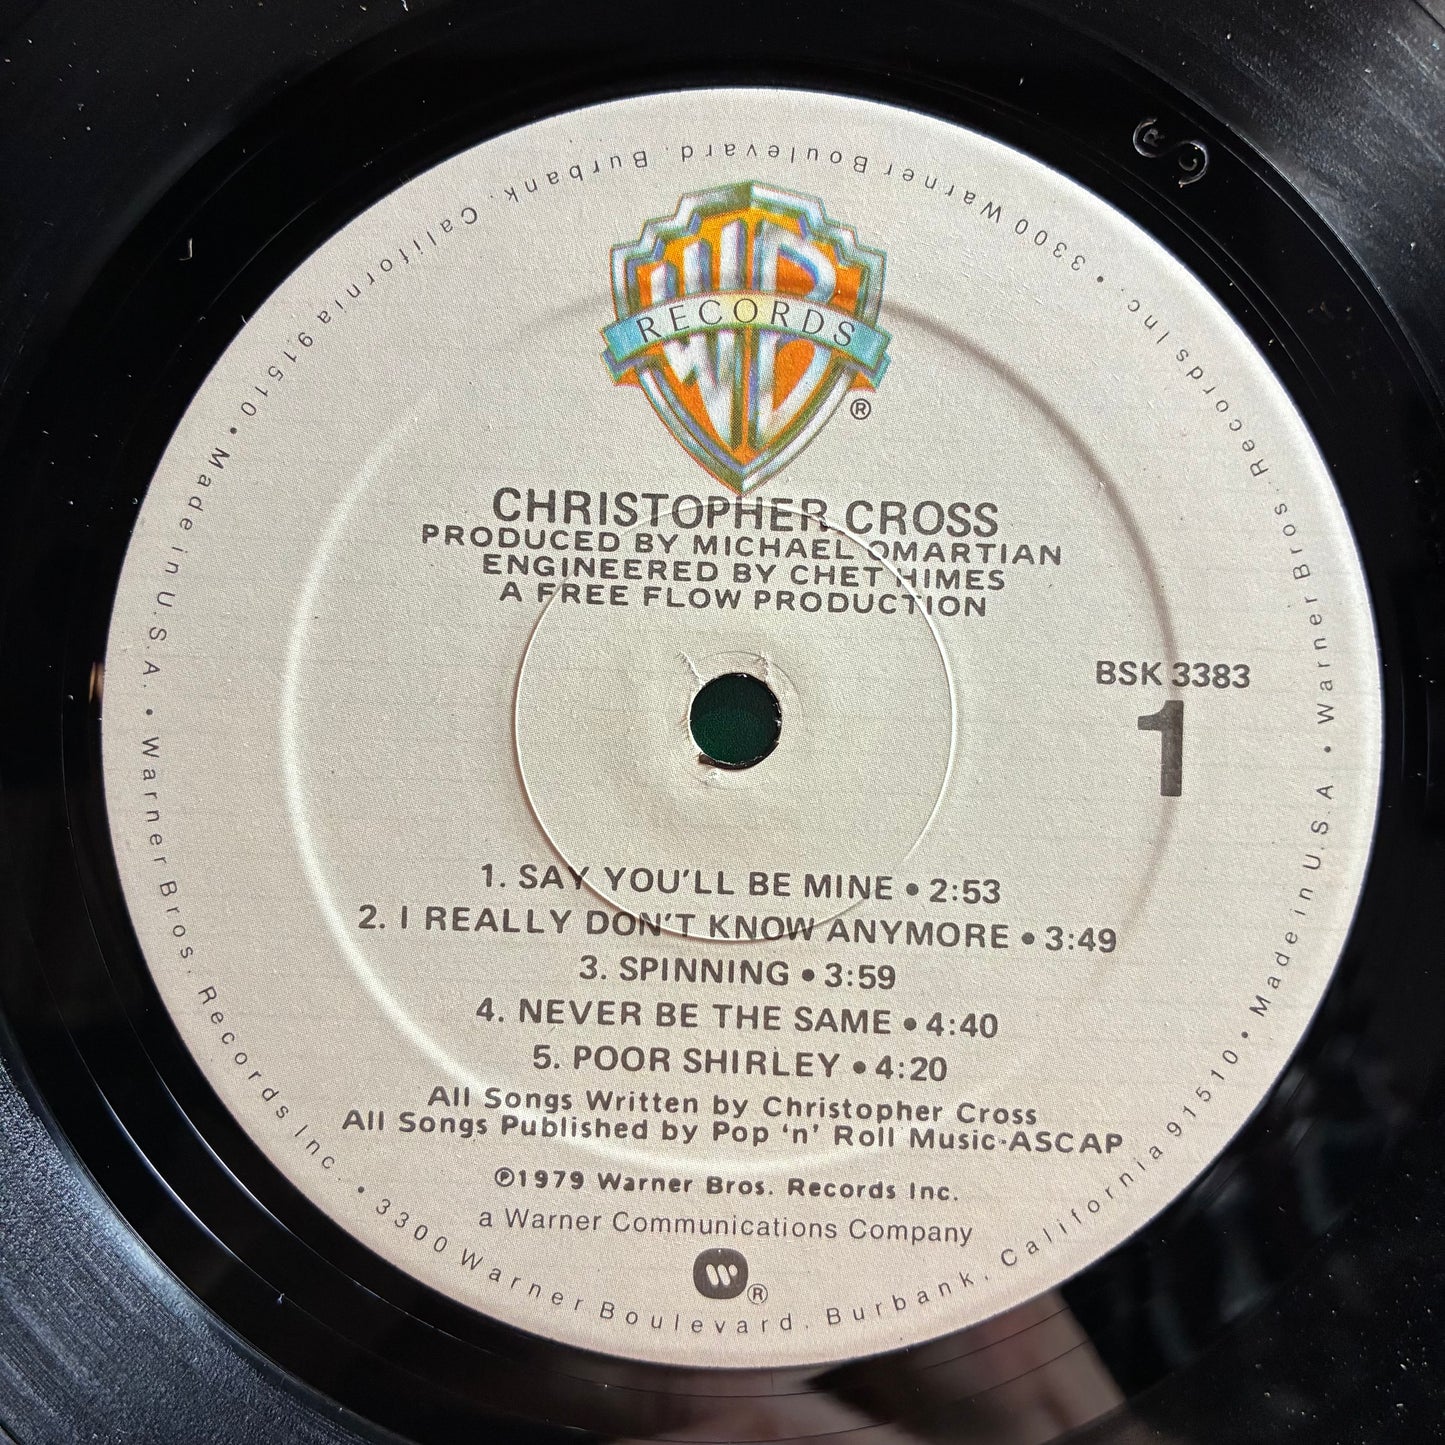 RECORDS
®
CHRISTOPHER CROSS
PRODUCED BY MICHAEL OMARTIAN
ENGINEERED BY CHET HIMES
A FREE FLOW PRODUCTION
BSK 3383
1
1. SAY YOU'LL BE MINE • 2:53
2. I REALLY DON'T KNOW ANYMORE • 3:49
3. SPINNING • 3:59
4. NEVER BE THE SAME • 4:40
5. POOR SHIRLEY • 4:20
All Songs Written by Christopher Cross
All Songs Published by Pop 'n' Roll Music-ASCAP
℗1979 Warner Bros. Records Inc.
a Warner Communications Company
®
Made in U.S.A. • Warner Bros. Records Inc. • 3300 Warner Boulevard, Burbank, California 91510 • Made in U.S.A. • Warner Bros. Records Inc. • 3300 Warner Boulevard, Burbank, California 91510 •